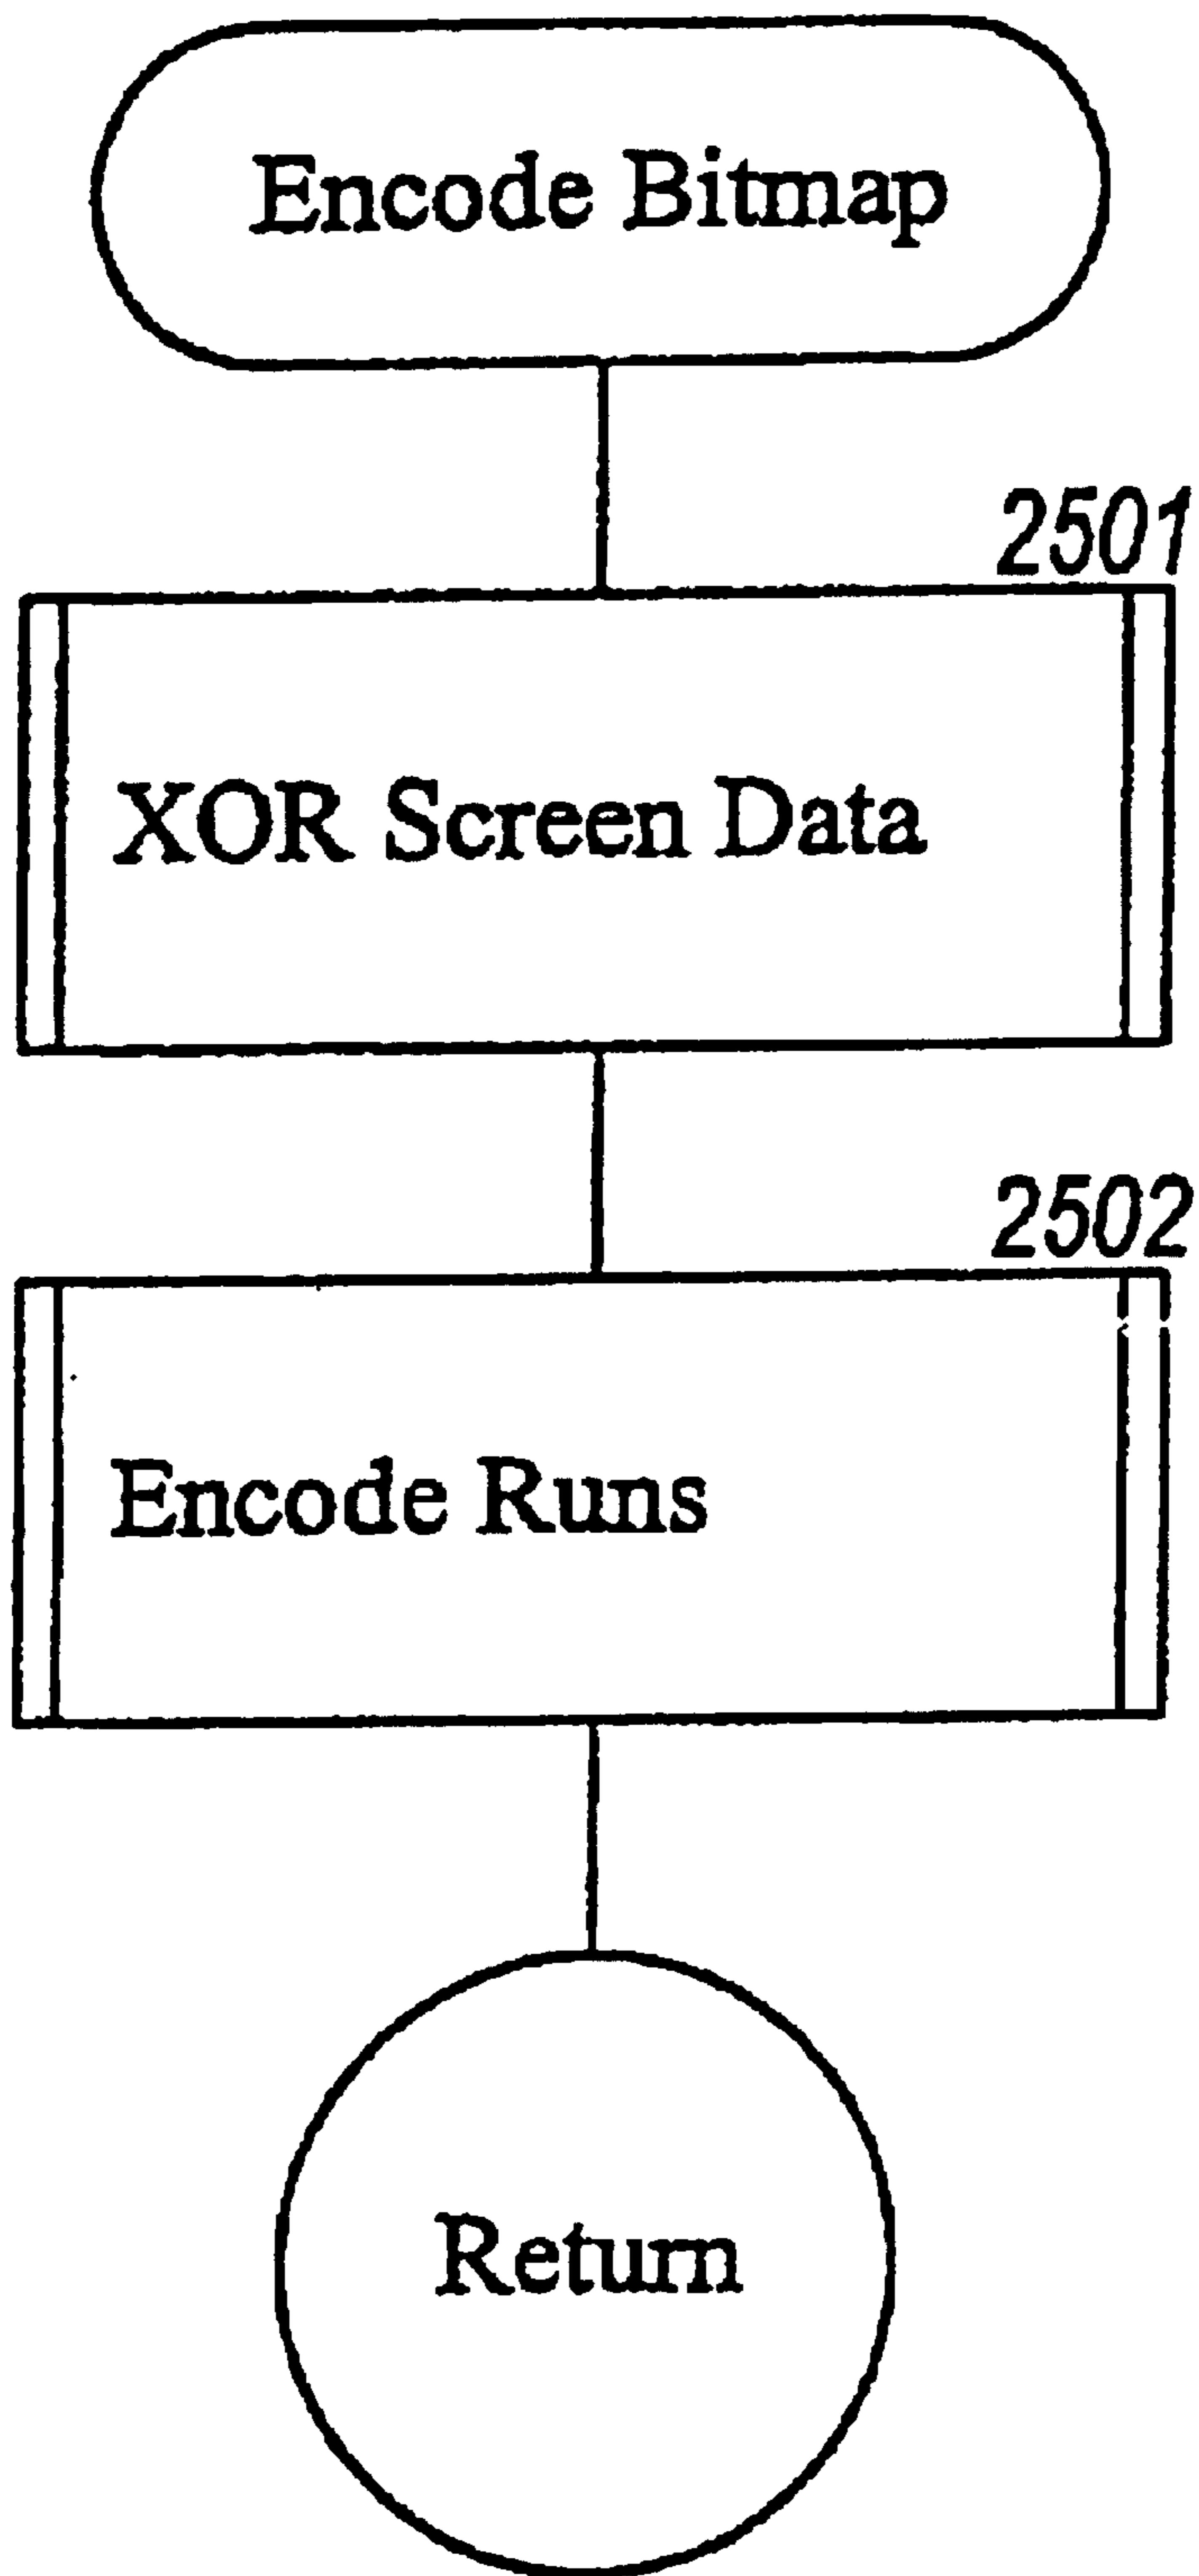 Encode Bitmap
2501
XOR Screen Data
2502
Encode Runs
Return